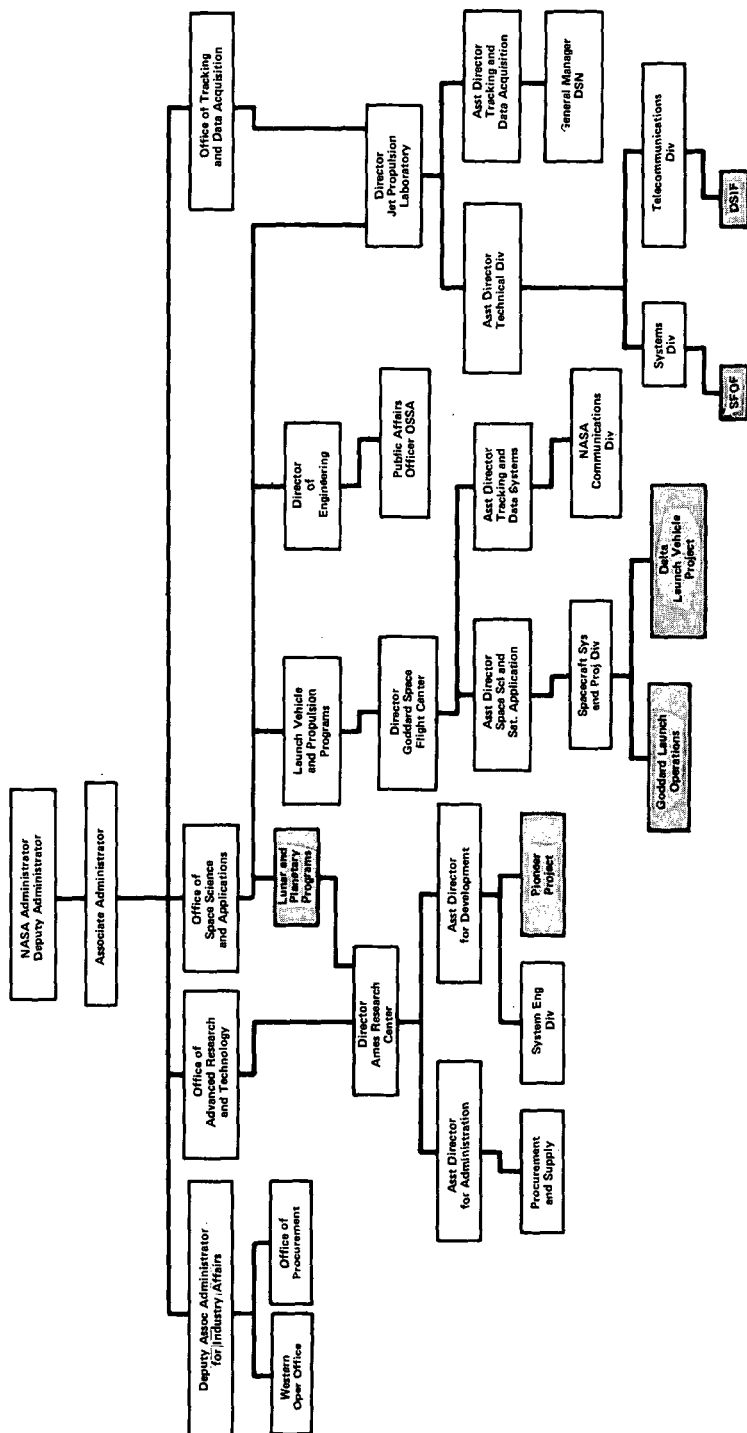 NASA Administrator
Deputy Administrator
Associate Administrator
Deputy Assoc Administrator
for Industry Affairs
Office of
Advanced Research
and Technology
Office of
Space Science
and Applications
Office of Tracking
and Data Acquisition
Western
Oper Office
Office of
Procurement
Lunar and
Planetary
Programs
Launch Vehicle
and Propulsion
Programs
Director
of
Engineering
Director
Ames Research
Center
Director
Goddard Space
Flight Center
Public Affairs
Officer OSSA
Director
Jet Propulsion
Laboratory
Asst Director
for Administration
Asst Director
for Development
Asst Director
Space Sci and
Sat. Application
Asst Director
Tracking and
Data Systems
Asst Director
Technical Div
Asst Director
Tracking and
Data Acquisition
Procurement
and Supply
System Eng
Div
Pioneer
Project
Spacecraft Sys
and Proj Div
NASA
Communications
Div
General Manager
DSN
Goddard Launch
Operations
Delta
Launch Vehicle
Project
Systems
Div
Telecommunications
Div
SFOF
DSIF